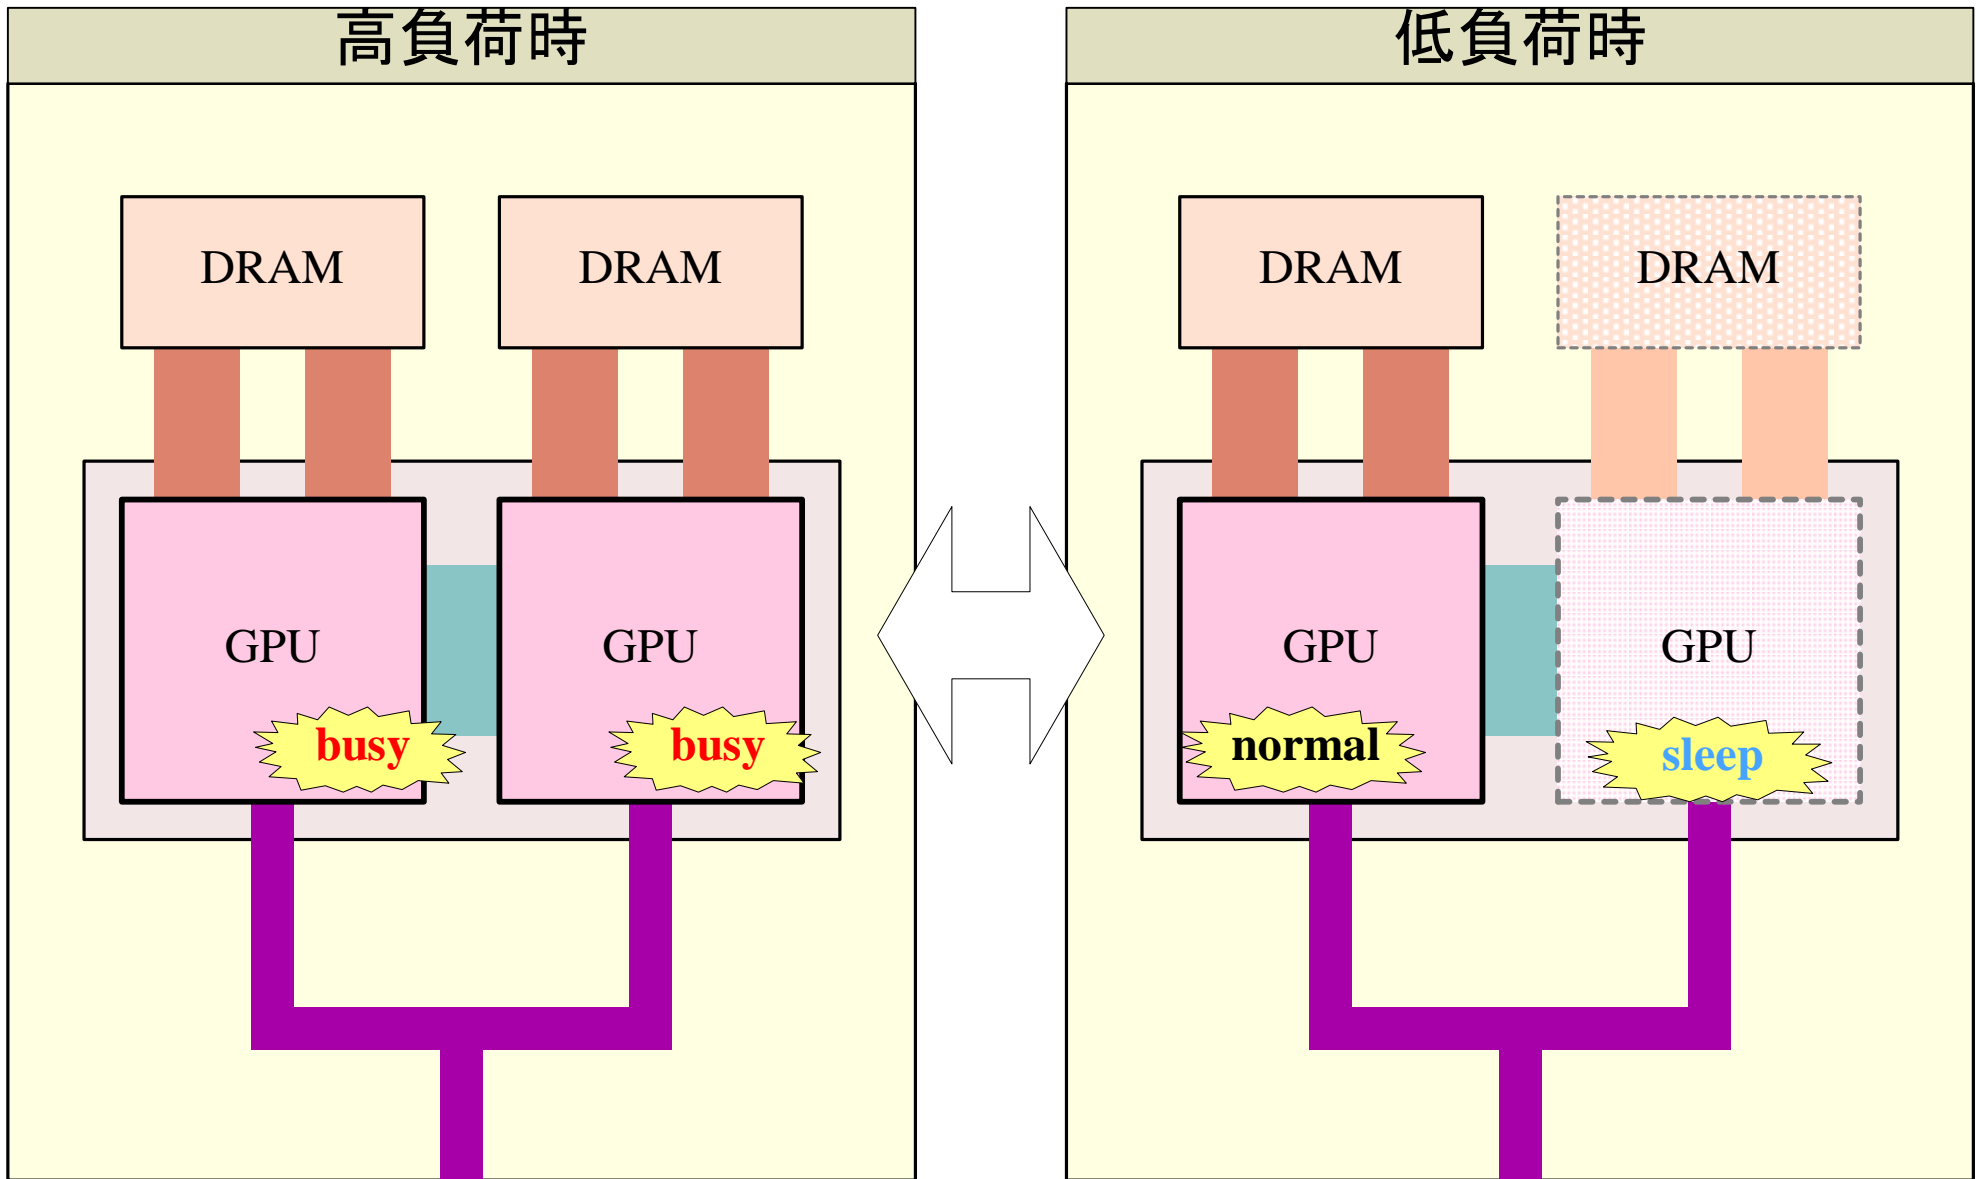 高負荷時
DRAM
DRAM
GPU
GPU
busy
busy
低負荷時
DRAM
DRAM
GPU
GPU
normal
sleep